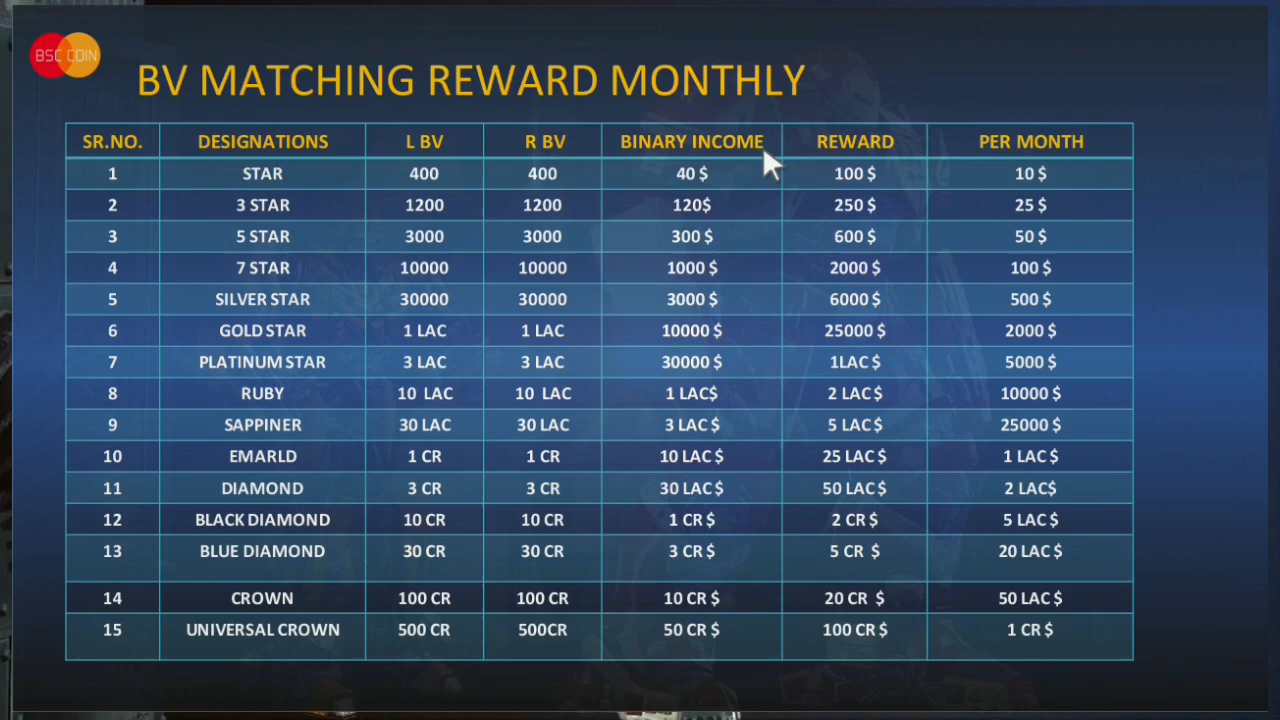 BSC COIN
BV MATCHING REWARD MONTHLY
SR.NO. DESIGNATIONS L BV R BV BINARY INCOME REWARD PER MONTH
1 STAR 400 400 40 $ 100 $ 10 $
2 3 STAR 1200 1200 120$ 250 $ 25 $
3 5 STAR 3000 3000 300 $ 600 $ 50 $
4 7 STAR 10000 10000 1000 $ 2000 $ 100 $
5 SILVER STAR 30000 30000 3000 $ 6000 $ 500 $
6 GOLD STAR 1 LAC 1 LAC 10000 $ 25000 $ 2000 $
7 PLATINUM STAR 3 LAC 3 LAC 30000 $ 1LAC $ 5000 $
8 RUBY 10 LAC 10 LAC 1 LAC$ 2 LAC $ 10000 $
9 SAPPINER 30 LAC 30 LAC 3 LAC $ 5 LAC $ 25000 $
10 EMARLD 1 CR 1 CR 10 LAC $ 25 LAC $ 1 LAC $
11 DIAMOND 3 CR 3 CR 30 LAC $ 50 LAC $ 2 LAC$
12 BLACK DIAMOND 10 CR 10 CR 1 CR $ 2 CR $ 5 LAC $
13 BLUE DIAMOND 30 CR 30 CR 3 CR $ 5 CR $ 20 LAC $
14 CROWN 100 CR 100 CR 10 CR $ 20 CR $ 50 LAC $
15 UNIVERSAL CROWN 500 CR 500CR 50 CR $ 100 CR $ 1 CR $